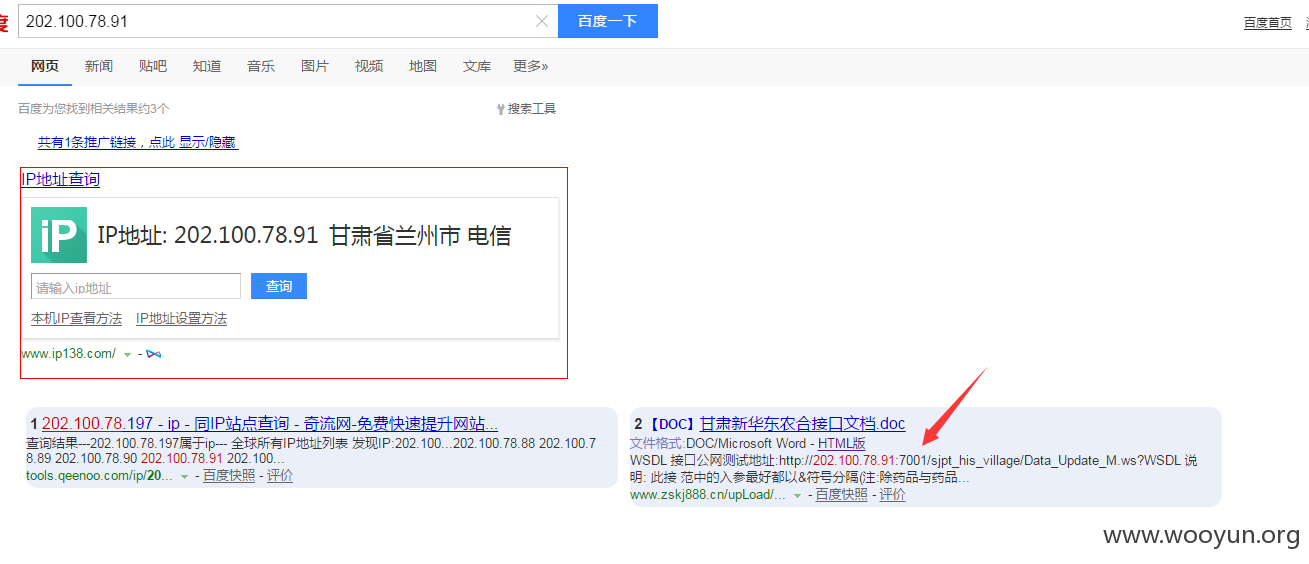 度
202.100.78.91
百度一下
百度首页
网页 新闻 贴吧 知道 音乐 图片 视频 地图 文库 更多»
百度为您找到相关结果约3个
搜索工具
共有1条推广链接，点此 显示/隐藏
IP地址查询
iP
IP地址: 202.100.78.91 甘肃省兰州市 电信
请输入ip地址
查询
本机IP查看方法 IP地址设置方法
www.ip138.com/ -
1 202.100.78.197 - ip - 同IP站点查询 - 奇流网-免费快速提升网站...
查询结果---202.100.78.197属于ip--- 全球所有IP地址列表 发现IP:202.100...202.100.78.88 202.100.7
8.89 202.100.78.90 202.100.78.91 202.100...
tools.qeenoo.com/ip/20... - 百度快照 - 评价
2 【DOC】甘肃新华东农合接口文档.doc
文件格式:DOC/Microsoft Word - HTML版
WSDL 接口公网测试地址:http://202.100.78.91:7001/sjpt_his_village/Data_Update_M.ws?WSDL 说
明: 此接 范中的入参最好都以&符号分隔(注:除药品与药品...
www.zskj888.cn/upLoad/... - 百度快照 - 评价
www.wooyun.org